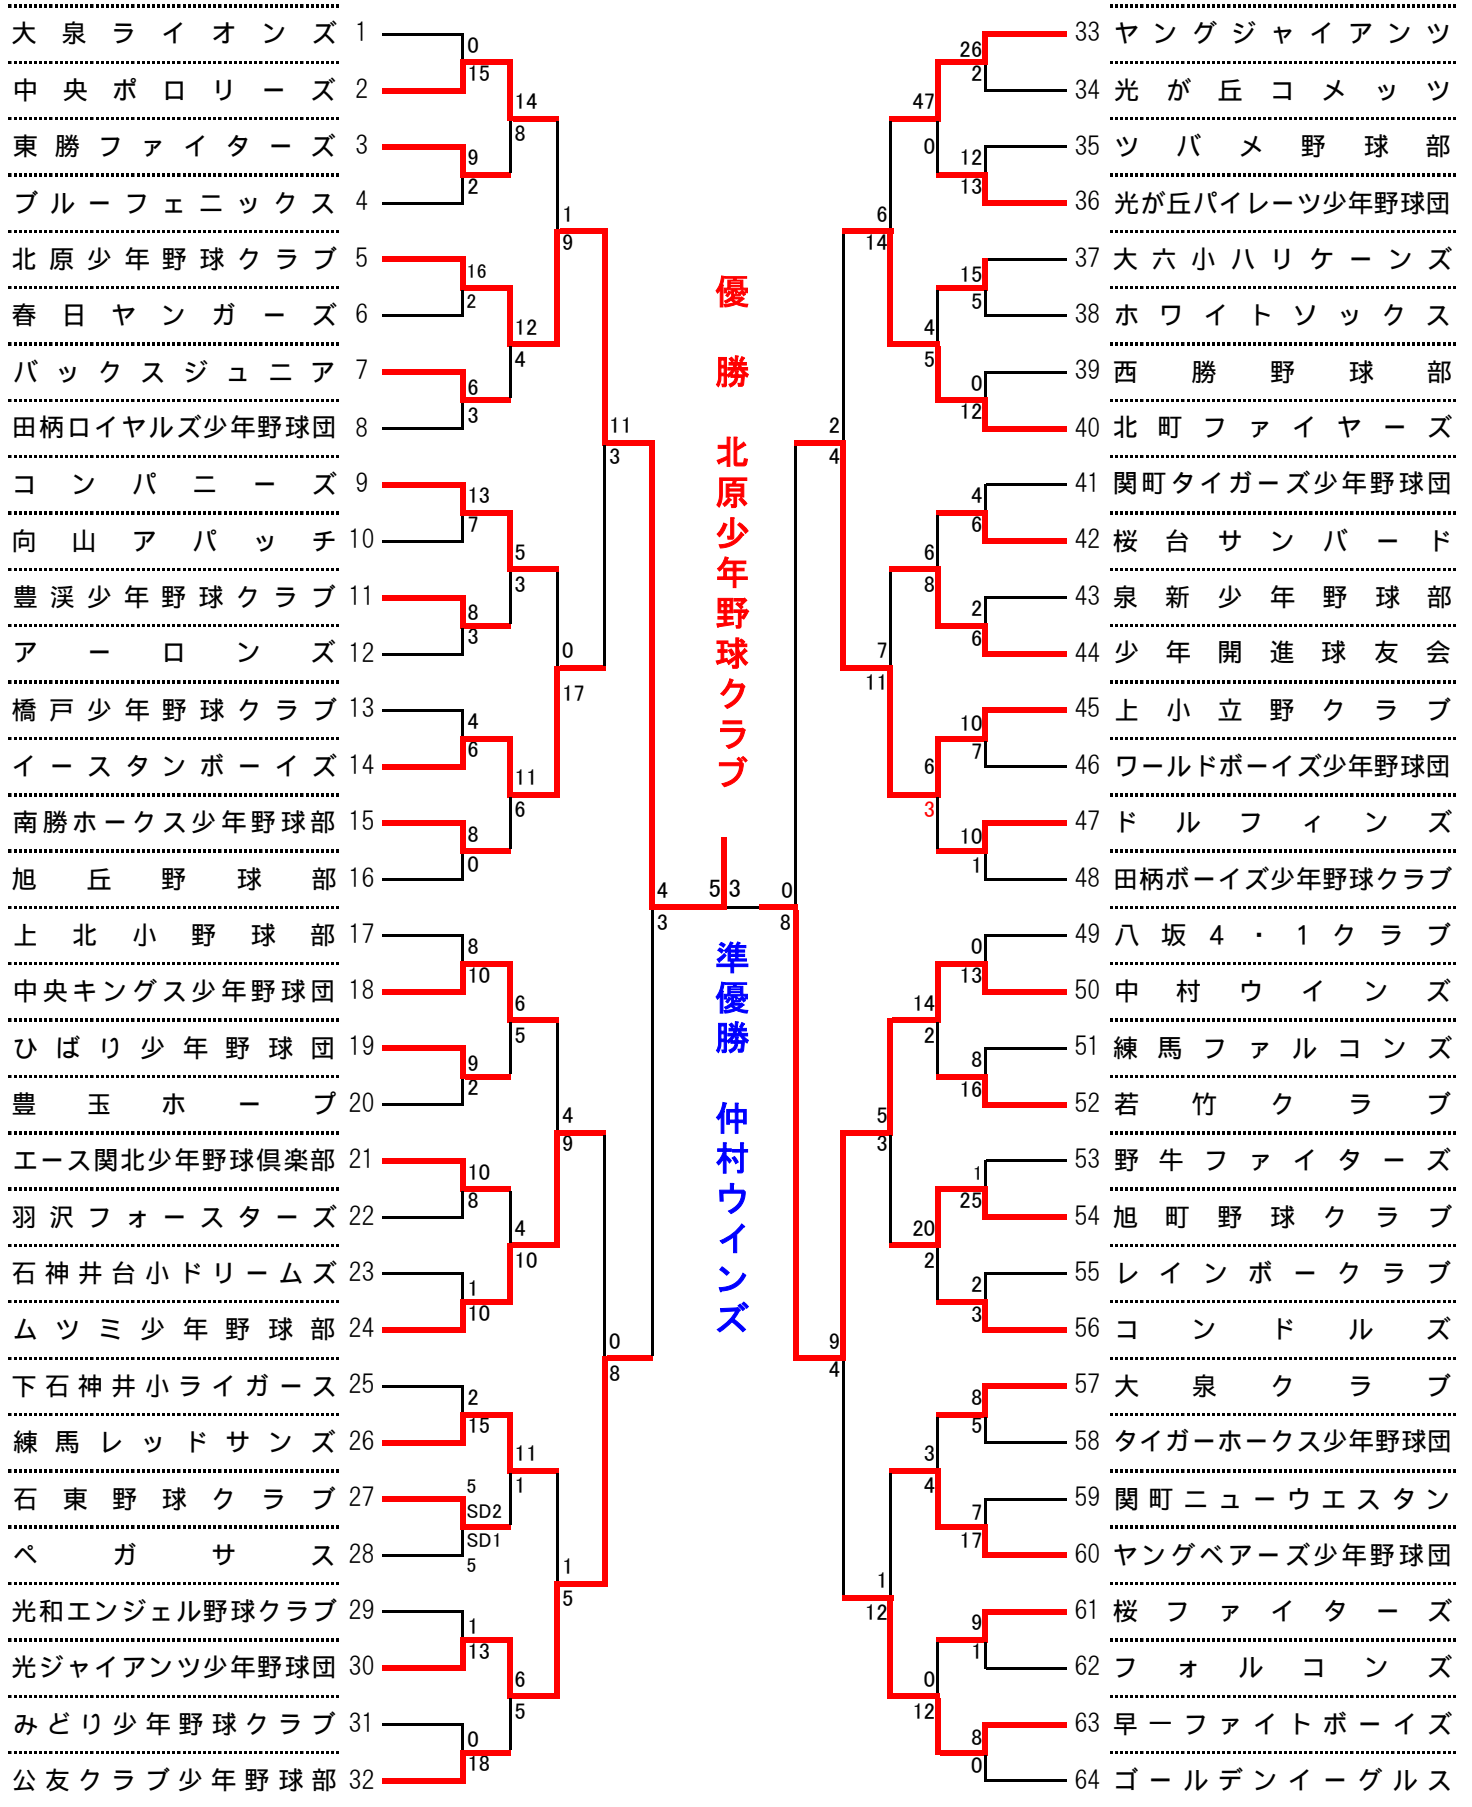 大泉ライオンズ 1
中央ポロリーズ 2
東勝ファイターズ 3
ブルーフェニックス 4
北原少年野球クラブ 5
春日ヤンガーズ 6
バックスジュニア 7
田柄ロイヤルズ少年野球団 8
コンパニーズ 9
向山アパッチ 10
豊渓少年野球クラブ 11
アーロンズ 12
橋戸少年野球クラブ 13
イースタンボーイズ 14
南勝ホークス少年野球部 15
旭丘野球部 16
上北小野球部 17
中央キングス少年野球団 18
ひばり少年野球団 19
豊玉ホープ 20
エース関北少年野球倶楽部 21
羽沢フォースターズ 22
石神井台小ドリームズ 23
ムツミ少年野球部 24
下石神井小ライガース 25
練馬レッドサンズ 26
石東野球クラブ 27
ペガサス 28
光和エンジェル野球クラブ 29
光ジャイアンツ少年野球団 30
みどり少年野球クラブ 31
公友クラブ少年野球部 32
0
15
9
2
16
2
6
3
13
7
8
3
4
6
8
0
8
10
9
2
10
8
1
10
2
15
5
SD2
SD1
5
1
13
0
18
14
8
12
4
5
3
11
6
6
5
4
10
11
1
6
5
1
9
0
17
4
9
1
5
11
3
0
8
4
3
5
3
優勝 北原少年野球クラブ
準優勝 仲村ウインズ
0
8
2
4
9
4
6
14
7
11
5
3
1
12
47
0
4
5
6
8
6
3
14
2
20
2
3
4
0
12
26
2
12
13
15
5
0
12
4
6
2
6
10
7
10
1
0
13
8
16
1
25
2
3
8
5
7
17
9
1
8
0
33 ヤングジャイアンツ
34 光が丘コメッツ
35 ツバメ野球部
36 光が丘パイレーツ少年野球団
37 大六小ハリケーンズ
38 ホワイトソックス
39 西勝野球部
40 北町ファイヤーズ
41 関町タイガーズ少年野球団
42 桜台サンバード
43 泉新少年野球部
44 少年開進球友会
45 上小立野クラブ
46 ワールドボーイズ少年野球団
47 ドルフィンズ
48 田柄ボーイズ少年野球クラブ
49 八坂4・1クラブ
50 中村ウインズ
51 練馬ファルコンズ
52 若竹クラブ
53 野牛ファイターズ
54 旭町野球クラブ
55 レインボークラブ
56 コンドルズ
57 大泉クラブ
58 タイガーホークス少年野球団
59 関町ニューウエスタン
60 ヤングベアーズ少年野球団
61 桜ファイターズ
62 フォルコンズ
63 早一ファイトボーイズ
64 ゴールデンイーグルス